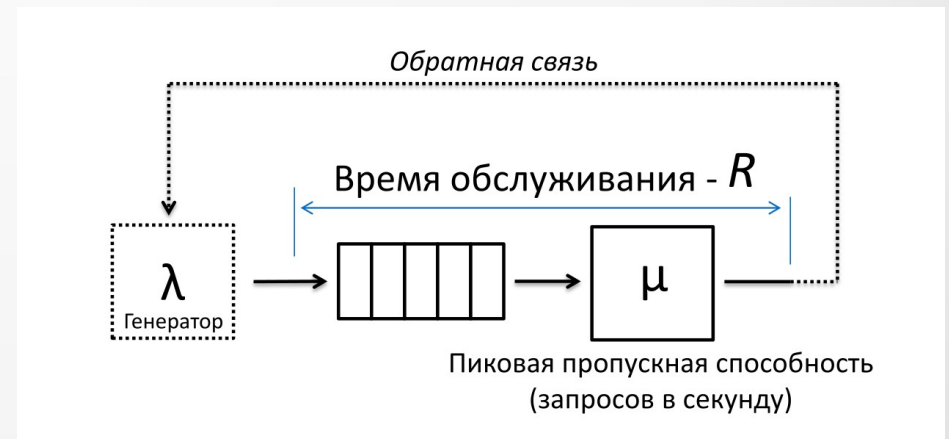 Обратная связь
Время обслуживания - R
λ
Генератор
μ
Пиковая пропускная способность
(запросов в секунду)